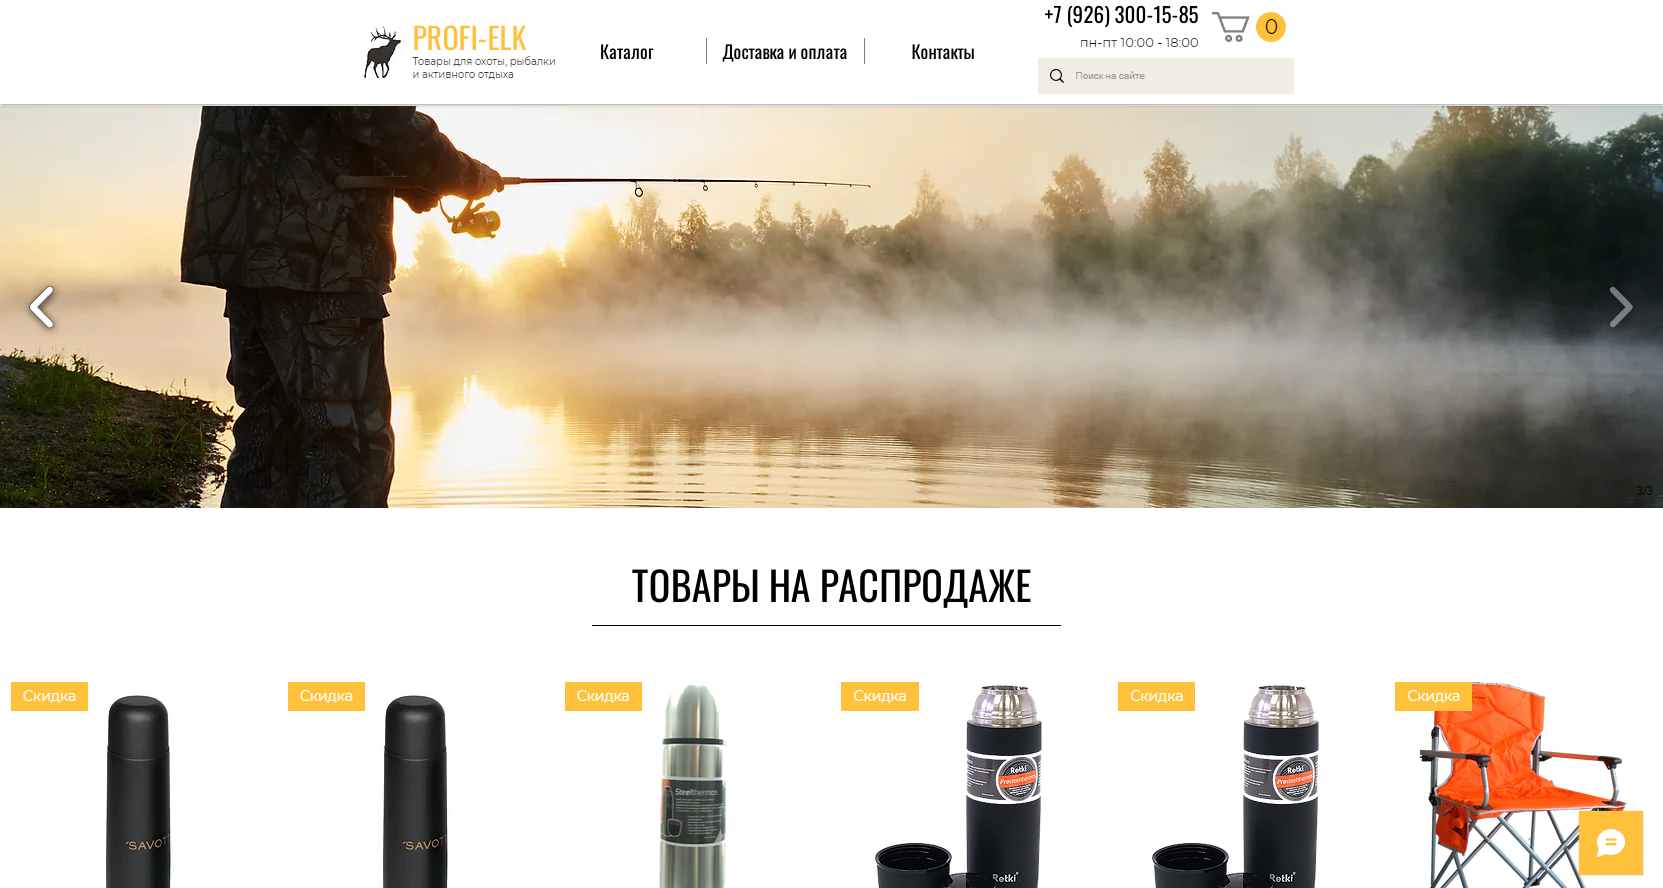 PROFI-ELK
Товары для охоты, рыбалки
и активного отдыха
Каталог
Доставка и оплата
Контакты
+7 (926) 300-15-85
пн-пт 10:00 - 18:00
0
Поиск на сайте
3/3
ТОВАРЫ НА РАСПРОДАЖЕ
Скидка
Скидка
Скидка
Скидка
Скидка
Скидка
Steelthermos
Retki
Prosteelthermos
Retki
Prosteelthermos
Retki
Retki